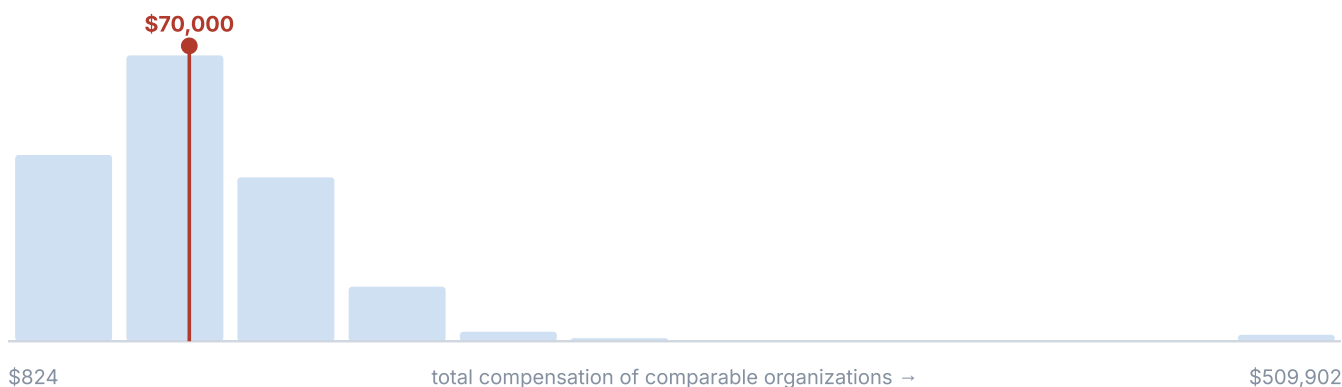 $70,000
$824 total compensation of comparable organizations → $509,902